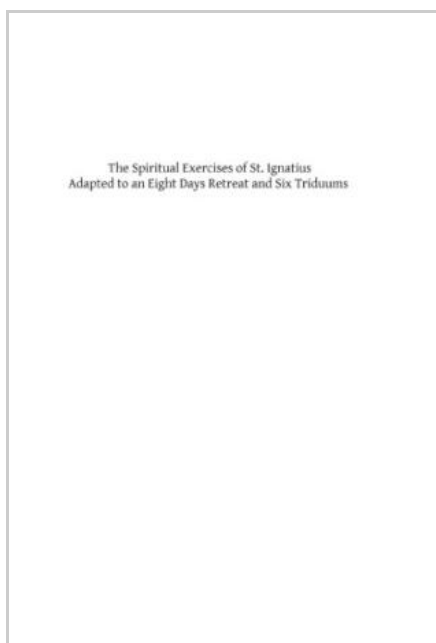 The Spiritual Exercises of St. Ignatius
Adapted to an Eight Days Retreat and Six Triduums